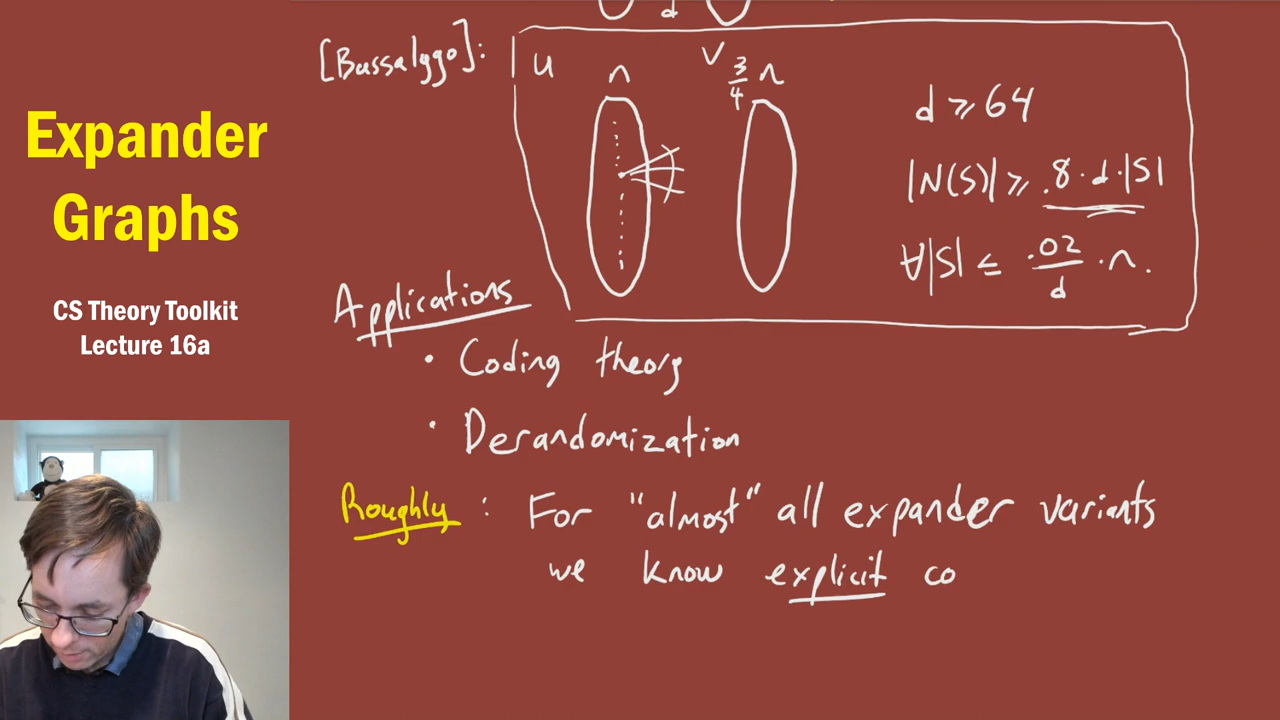 Expander
Graphs
CS Theory Toolkit
Lecture 16a
d
[Bassalygo]:
U
n
V
3/4 n
d ≥ 64
|N(S)| ≥ .8 · d · |S|
∀|S| ≤ .02/d · n.
Applications
• Coding theory
• Derandomization
Roughly : For "almost" all expander variants
we know explicit co